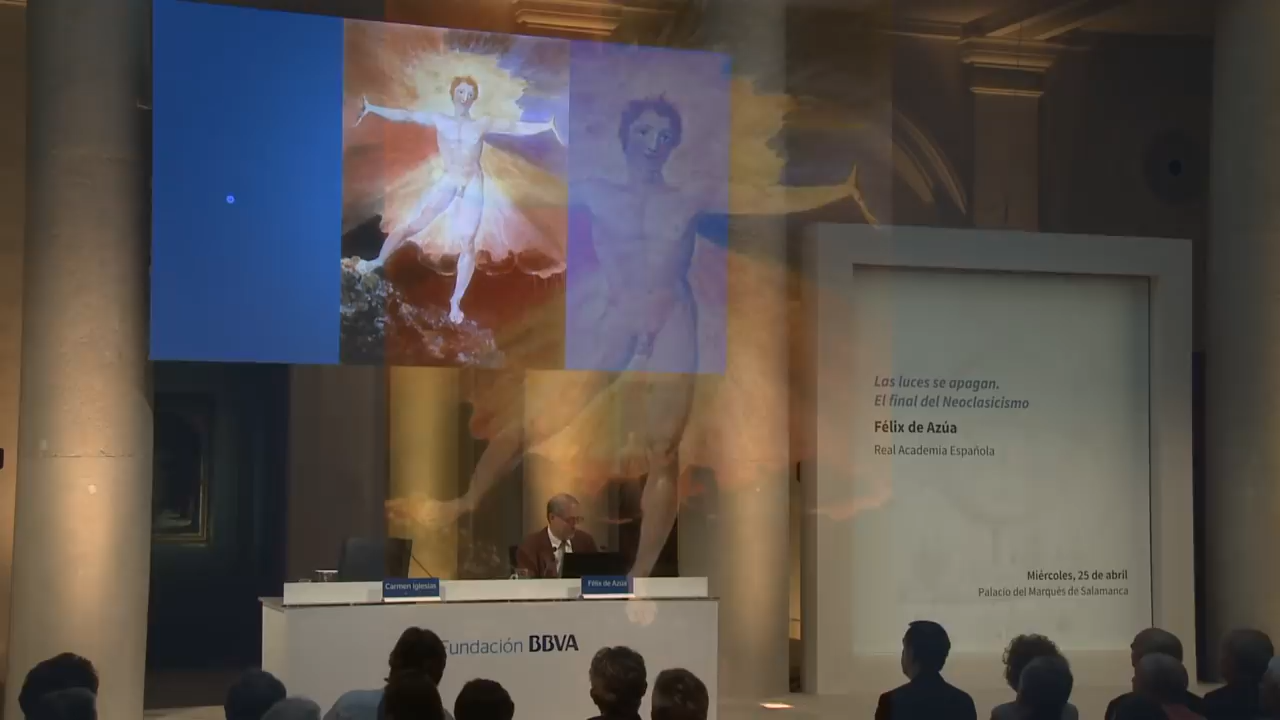 Las luces se apagan.
El final del Neoclasicismo
Félix de Azúa
Real Academia Española
Miércoles, 25 de abril
Palacio del Marqués de Salamanca
Carmen Iglesias
Félix de Azúa
Fundación BBVA